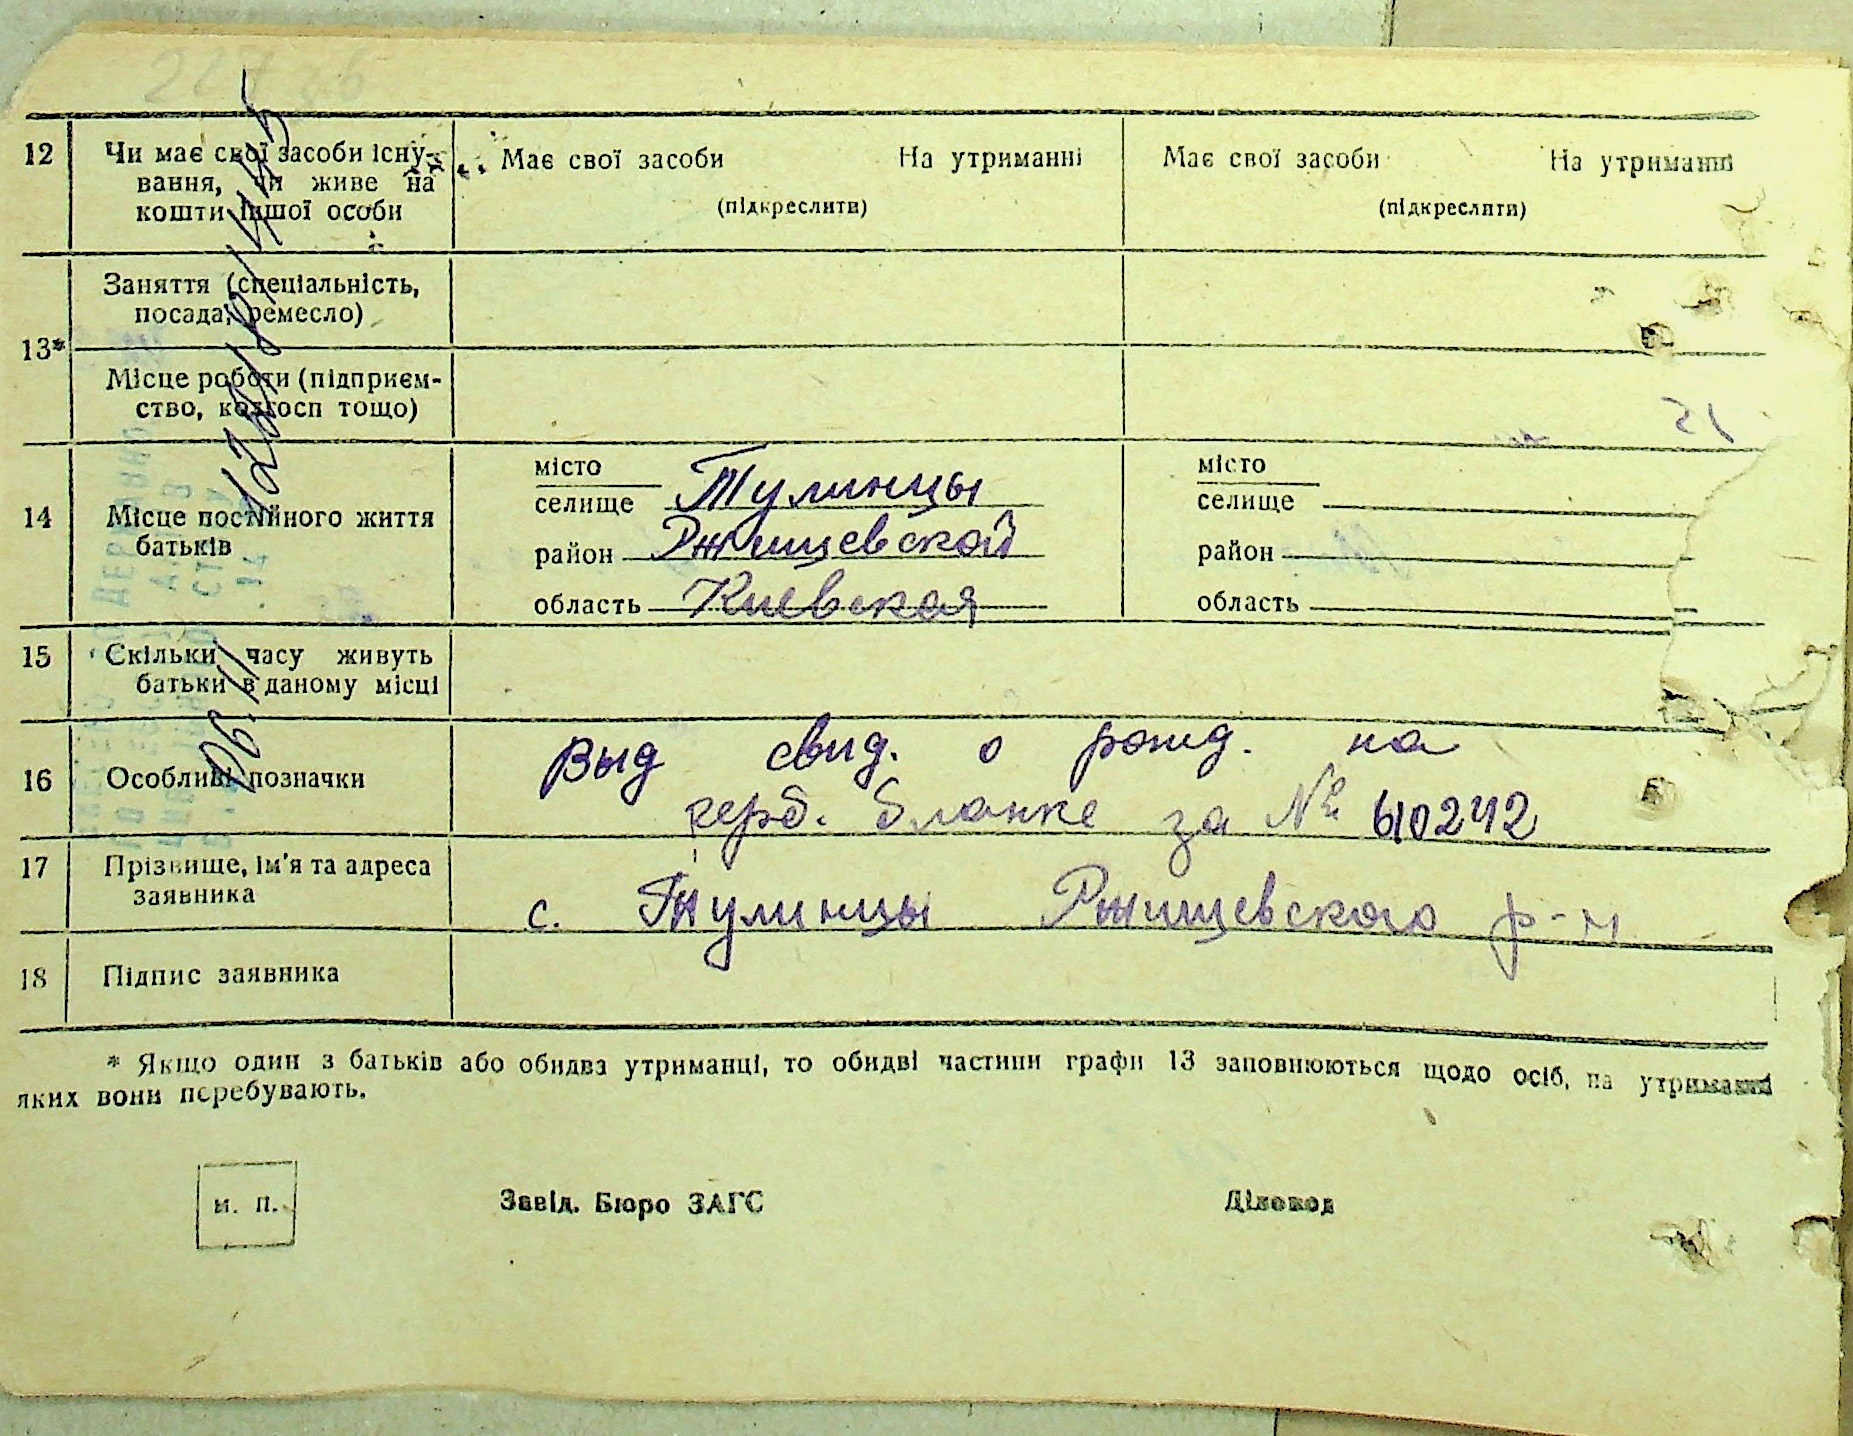 12 Чи має свої засоби існу-
вання, чи живе на
кошти іншої особи
Має свої засоби На утриманні
(підкреслити)
Має свої засоби На утриманні
(підкреслити)
13*
Заняття (спеціальність,
посада, ремесло)
Місце роботи (підприєм-
ство, колгосп тощо)
14 Місце постійного життя
батьків
місто
селище Тулинцы
район Ржищевской
область Киевская
місто
селище
район
область
15 Скільки часу живуть
батьки в даному місці
16 Особливі позначки
Выд свид. о рожд. на
герб. бланке за №
17 Прізвище, ім'я та адреса
заявника
с. Тулинцы Ржищевского р-н
18 Підпис заявника
* Якщо один з батьків або обидва утриманці, то обидві частини графи 13 заповнюються щодо осіб, на утриманні
яких вони перебувають.
м. п.
Завід. Бюро ЗАГС
Діловод